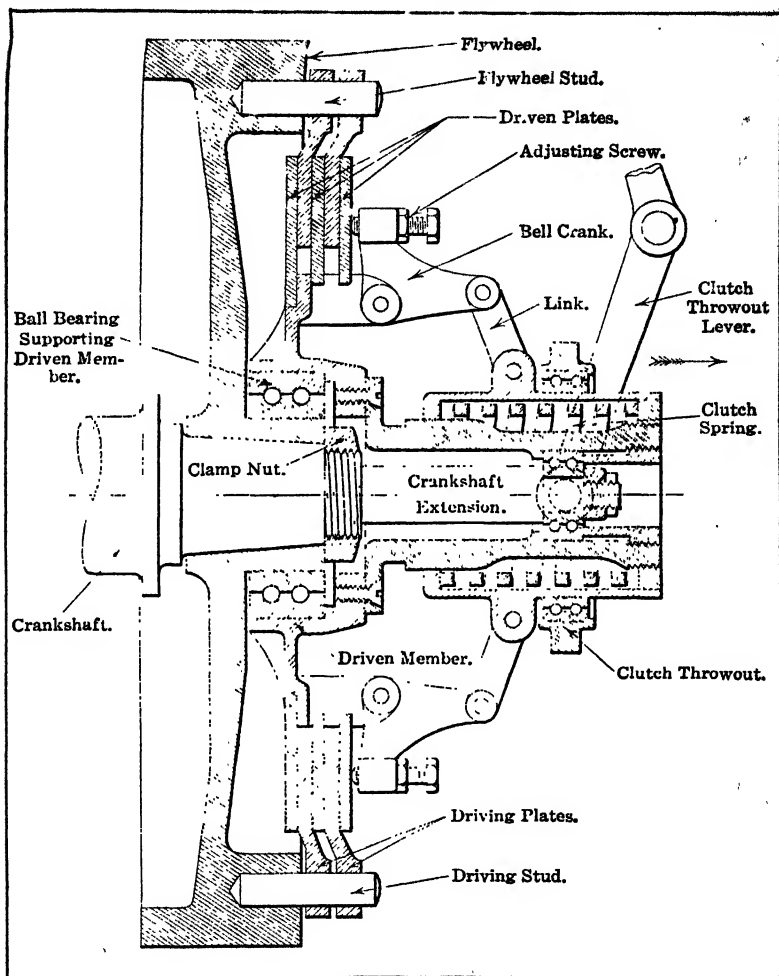 Flywheel.
Flywheel Stud.
Dr.ven Plates.
Adjusting Screw.
Bell Crank.
Clutch
Throwout
Lever.
Link.
Ball Bearing
Supporting
Driven Mem-
ber.
Clutch
Spring.
Clamp Nut.
Crankshaft
Extension.
Crankshaft.
Driven Member.
Clutch Throwout.
Driving Plates.
Driving Stud.